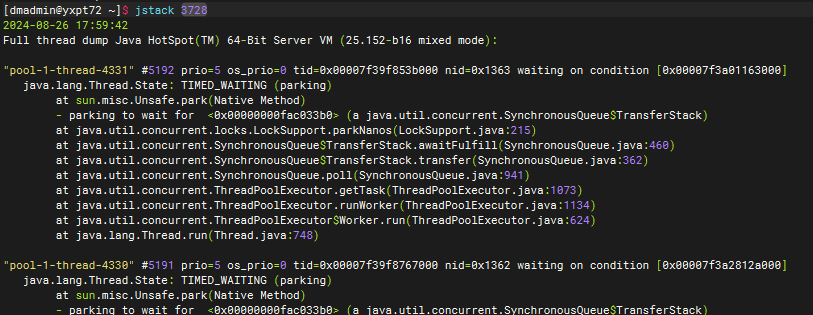 [dmadmin@yxpt72 ~]$ jstack 3728
2024-08-26 17:59:42
Full thread dump Java HotSpot(TM) 64-Bit Server VM (25.152-b16 mixed mode):
"pool-1-thread-4331" #5192 prio=5 os_prio=0 tid=0x00007f39f853b000 nid=0x1363 waiting on condition [0x00007f3a01163000]
java.lang.Thread.State: TIMED_WAITING (parking)
at sun.misc.Unsafe.park(Native Method)
- parking to wait for <0x00000000fac033b0> (a java.util.concurrent.SynchronousQueue$TransferStack)
at java.util.concurrent.locks.LockSupport.parkNanos(LockSupport.java:215)
at java.util.concurrent.SynchronousQueue$TransferStack.awaitFulfill(SynchronousQueue.java:460)
at java.util.concurrent.SynchronousQueue$TransferStack.transfer(SynchronousQueue.java:362)
at java.util.concurrent.SynchronousQueue.poll(SynchronousQueue.java:941)
at java.util.concurrent.ThreadPoolExecutor.getTask(ThreadPoolExecutor.java:1073)
at java.util.concurrent.ThreadPoolExecutor.runWorker(ThreadPoolExecutor.java:1134)
at java.util.concurrent.ThreadPoolExecutor$Worker.run(ThreadPoolExecutor.java:624)
at java.lang.Thread.run(Thread.java:748)
"pool-1-thread-4330" #5191 prio=5 os_prio=0 tid=0x00007f39f8767000 nid=0x1362 waiting on condition [0x00007f3a2812a000]
java.lang.Thread.State: TIMED_WAITING (parking)
at sun.misc.Unsafe.park(Native Method)
- parking to wait for <0x00000000fac033b0> (a java.util.concurrent.SynchronousQueue$TransferStack)